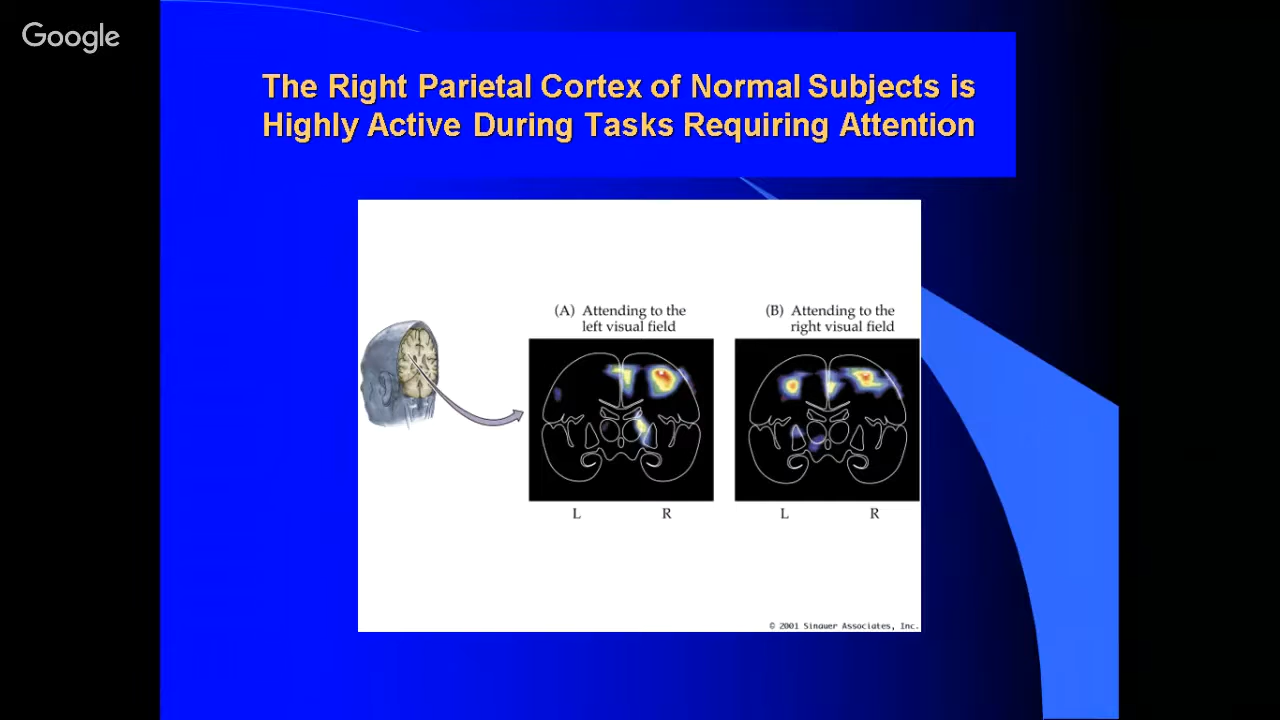 Google
The Right Parietal Cortex of Normal Subjects is
Highly Active During Tasks Requiring Attention
(A) Attending to the
left visual field
(B) Attending to the
right visual field
L
R
L
R
© 2001 Sinauer Associates, Inc.